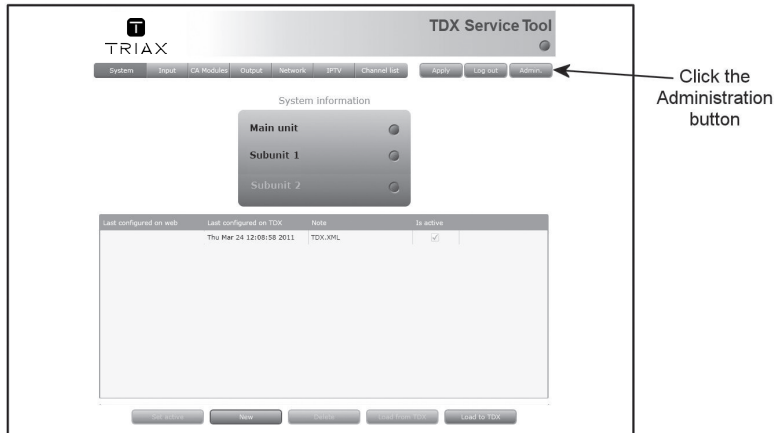 TRIAX
TDX Service Tool
System Input CA Modules Output Network IPTV Channel list Apply Log out Admin.
Click the
Administration
button
System information
Main unit
Subunit 1
Subunit 2
Last configured on web Last configured on TDX Note Is active
Thu Mar 24 12:08:58 2011 TDX.XML
Set active New Delete Load from TDX Load to TDX